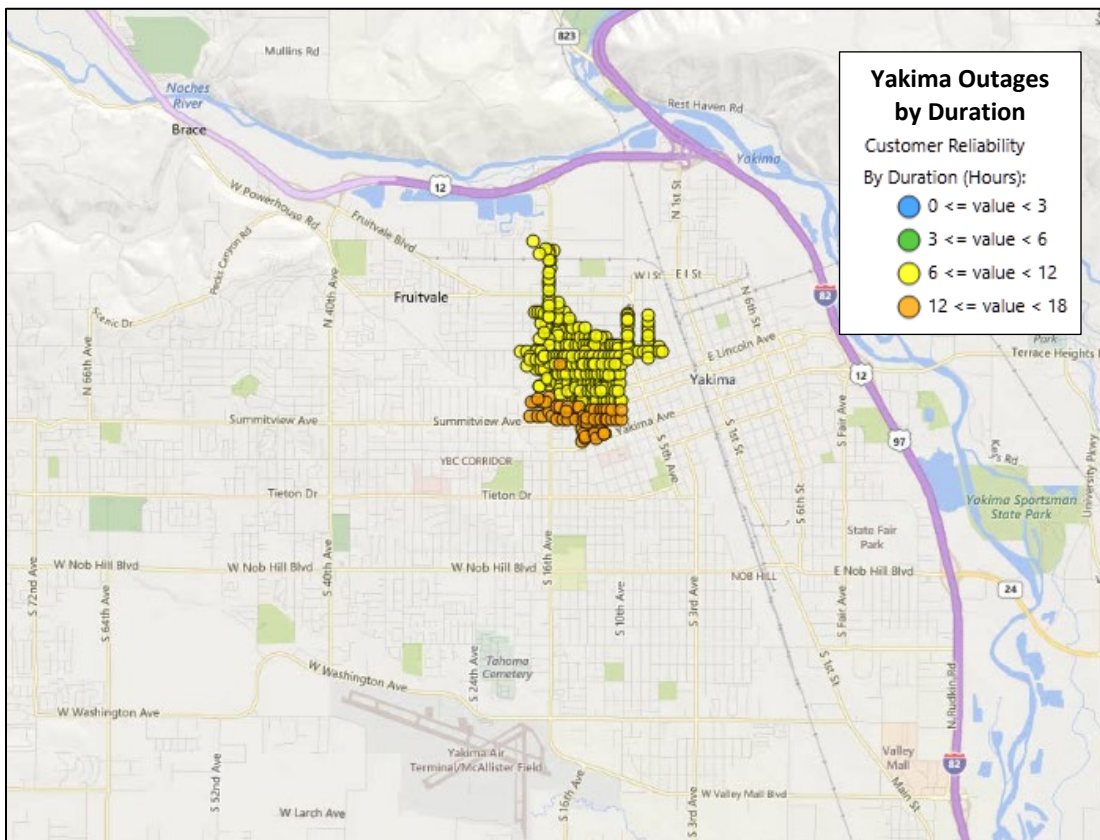 Mullins Rd
823
Naches
River
Brace
Rest Haven Rd
Yakima
12
W Powerhouse Rd
Fruitvale Blvd
N 1st St
Pecks Canyon Rd
N 40th Ave
Fruitvale
W I St
E I St
N 6th St
82
Scenic Dr
N 66th Ave
E Lincoln Ave
Yakima
12
Park
Terrace Heights
Summitview Ave
Summitview Ave
Yakima Ave
S 5th Ave
S 1st St
S Fair Ave
97
Keys Rd
University Pkwy
YBC CORRIDOR
Tieton Dr
Tieton Dr
S 16th Ave
S 6th St
Yakima Sportsman
State Park
State Fair
Park
W Nob Hill Blvd
W Nob Hill Blvd
W Nob Hill Blvd
NOB HILL
E Nob Hill Blvd
24
S 72nd Ave
S 64th Ave
S 40th Ave
S 10th Ave
S 3rd Ave
S Fair Ave
S 24th Ave
Tahoma
Cemetery
W Washington Ave
W Washington Ave
S 1st St
N Rudkin Rd
Yakima Air
Terminal/McAllister Field
S 52nd Ave
Valley
Mall
82
W Larch Ave
S 16th Ave
S 3rd Ave
W Valley Mall Blvd
Main St
Yakima Outages
by Duration
Customer Reliability
By Duration (Hours):
0 <= value < 3
3 <= value < 6
6 <= value < 12
12 <= value < 18